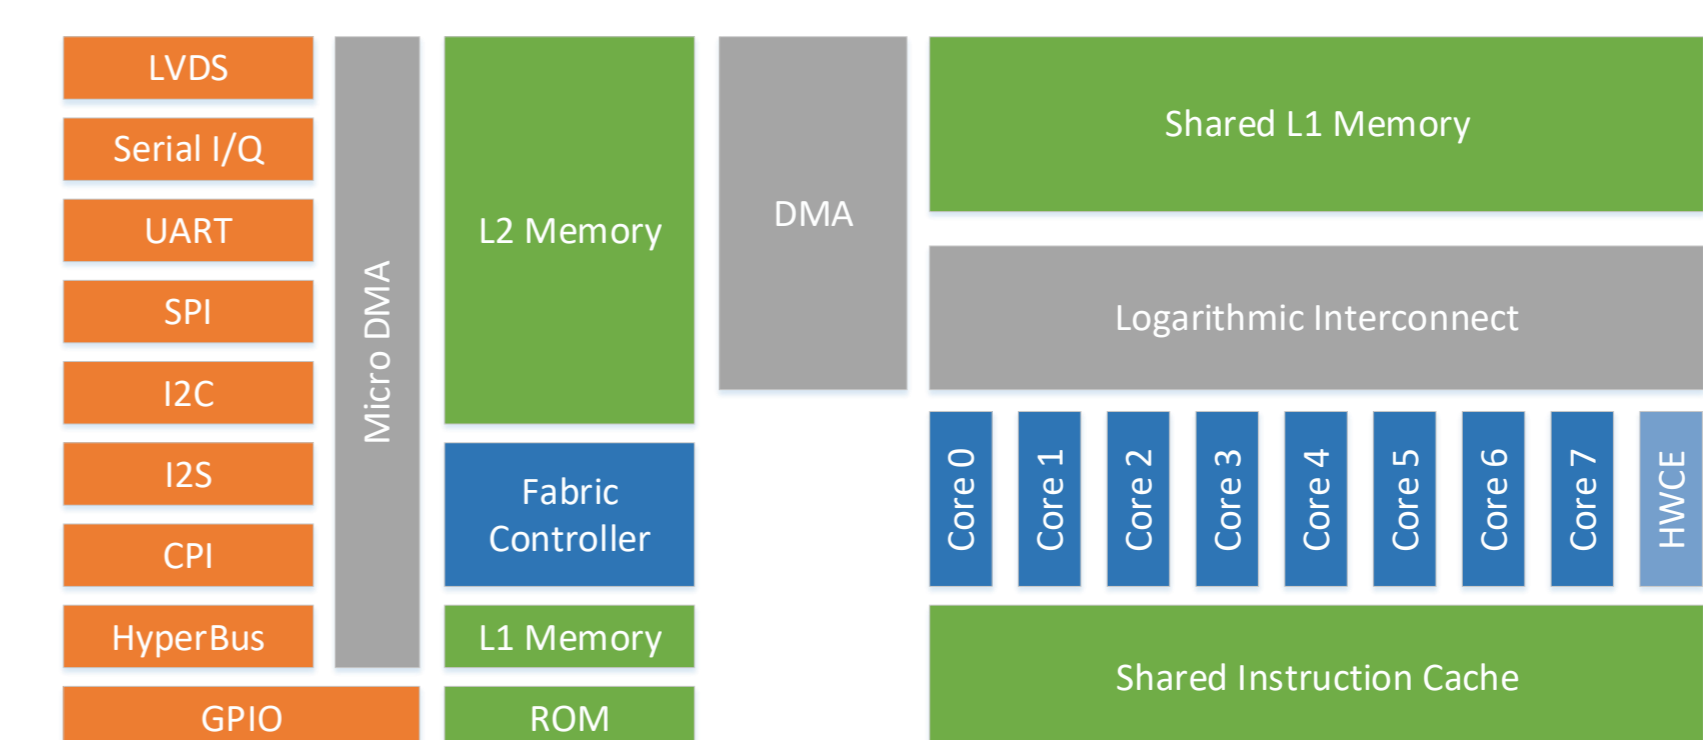 LVDS
Serial I/Q
UART
SPI
I2C
I2S
CPI
HyperBus
GPIO
Micro DMA
L2 Memory
Fabric
Controller
L1 Memory
ROM
DMA
Shared L1 Memory
Logarithmic Interconnect
Core 0
Core 1
Core 2
Core 3
Core 4
Core 5
Core 6
Core 7
HWCE
Shared Instruction Cache